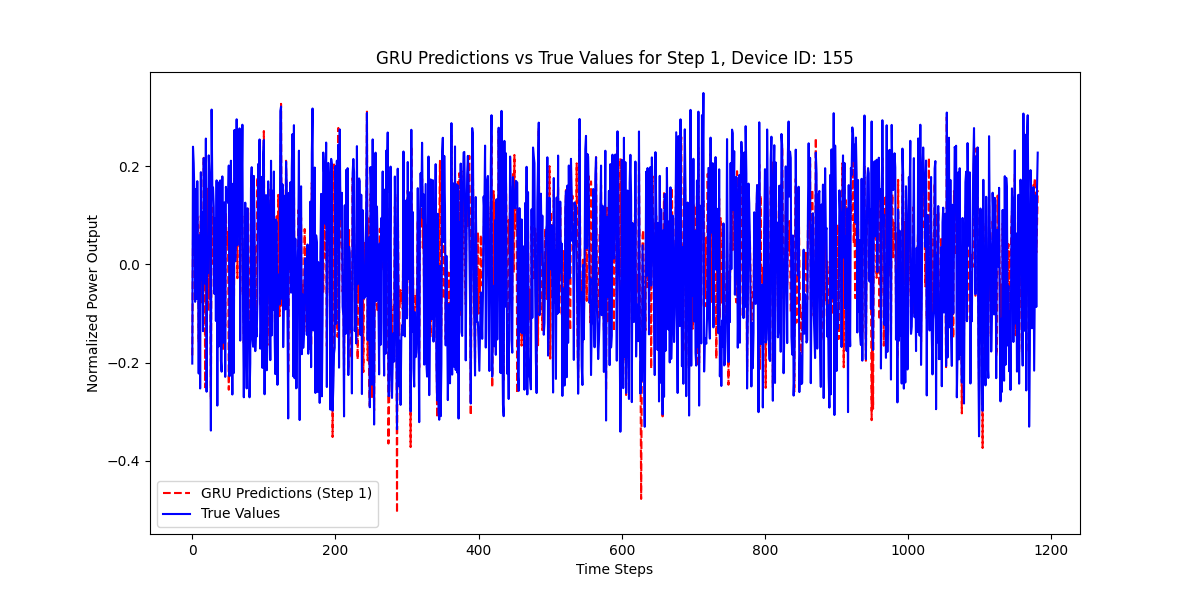 GRU Predictions vs True Values for Step 1, Device ID: 155
Normalized Power Output
0.2
0.0
−0.2
−0.4
GRU Predictions (Step 1)
True Values
0 200 400 600 800 1000 1200
Time Steps